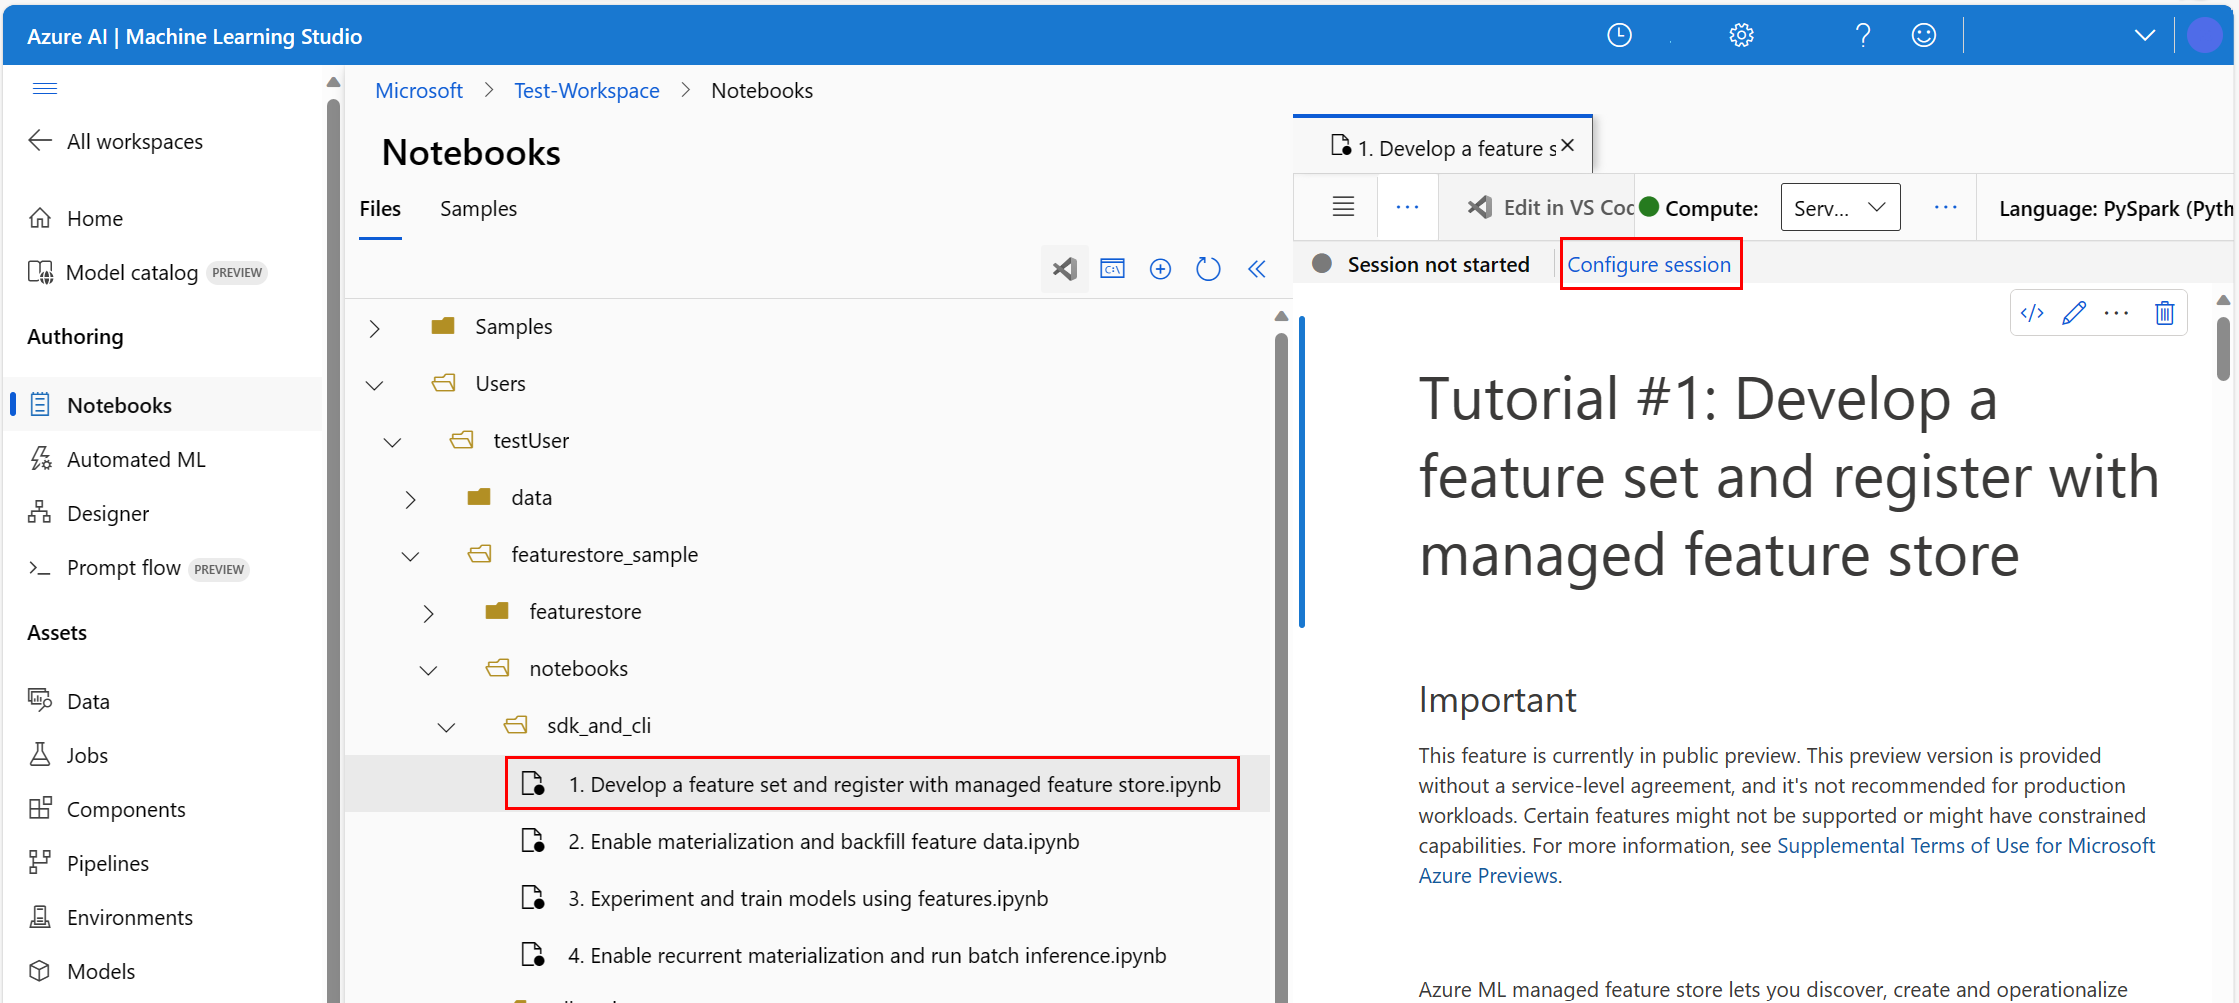 Azure AI | Machine Learning Studio
All workspaces
Home
Model catalog PREVIEW
Authoring
Notebooks
Automated ML
Designer
Prompt flow PREVIEW
Assets
Data
Jobs
Components
Pipelines
Environments
Models
Microsoft > Test-Workspace > Notebooks
Notebooks
Files Samples
Samples
Users
testUser
data
featurestore_sample
featurestore
notebooks
sdk_and_cli
1. Develop a feature set and register with managed feature store.ipynb
2. Enable materialization and backfill feature data.ipynb
3. Experiment and train models using features.ipynb
4. Enable recurrent materialization and run batch inference.ipynb
1. Develop a feature s
Edit in VS Coc Compute: Serv... ... Language: PySpark (Pyth
Session not started Configure session
Tutorial #1: Develop a
feature set and register with
managed feature store
Important
This feature is currently in public preview. This preview version is provided
without a service-level agreement, and it's not recommended for production
workloads. Certain features might not be supported or might have constrained
capabilities. For more information, see Supplemental Terms of Use for Microsoft
Azure Previews.
Azure ML managed feature store lets you discover, create and operationalize